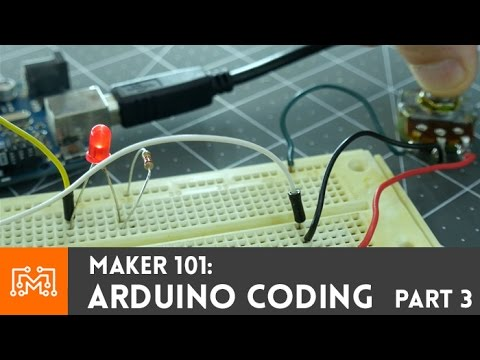 MAKER 101:
ARDUINO CODING PART 3